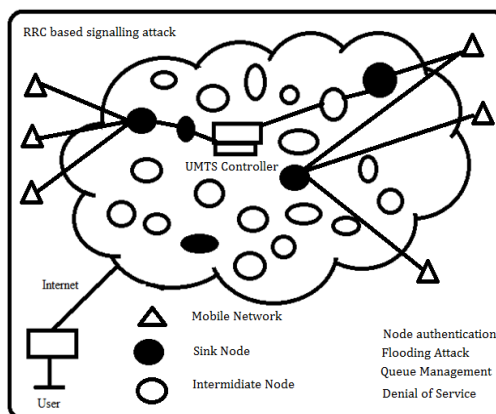 RRC based signalling attack
UMTS Controller
Internet
User
Mobile Network
Sink Node
Intermidiate Node
Node authentication
Flooding Attack
Queue Management
Denial of Service